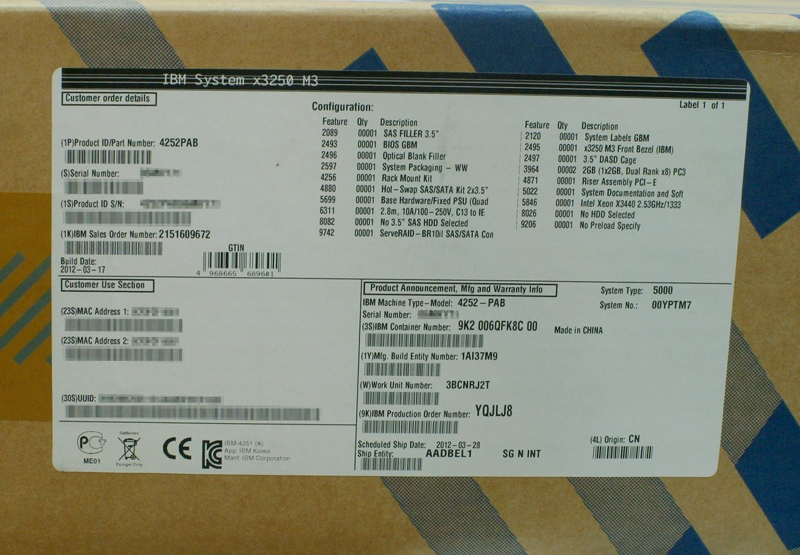 IBM System x3250 M3
Customer order details
Label 1 of 1
(1P)Product ID/Part Number: 4252PAB
(S)Serial Number:
(1S)Product ID S/N:
(1K)IBM Sales Order Number: 2151609672
Build Date:
2012-03-17
GTIN
4 968665 689601
Configuration:
Feature Qty Description
2089 00001 SAS FILLER 3.5"
2493 00001 BIOS GBM
2496 00001 Optical Blank Filler
2597 00001 System Packaging - WW
4256 00001 Rack Mount Kit
4880 00001 Hot-Swap SAS/SATA Kit 2x3.5"
5699 00001 Base Hardware/Fixed PSU (Quad
6311 00001 2.8m, 10A/100-250V, C13 to IE
8082 00001 No 3.5" SAS HDD Selected
9742 00001 ServeRAID-BR10il SAS/SATA Con
Feature Qty Description
2120 00001 System Labels GBM
2495 00001 x3250 M3 Front Bezel (IBM)
2497 00001 3.5" DASD Cage
3964 00002 2GB (1x2GB, Dual Rank x8) PC3
4871 00001 Riser Assembly PCI-E
5022 00001 System Documentation and Soft
5846 00001 Intel Xeon X3440 2.53GHz/1333
8026 00001 No HDD Selected
9206 00001 No Preload Specify
Customer Use Section
(23S)MAC Address 1:
(23S)MAC Address 2:
(30S)UUID:
Product Announcement, Mfg and Warranty Info
System Type: 5000
IBM Machine Type-Model: 4252-PAB
System No.: 00YPTM7
Serial Number:
(3S)IBM Container Number: 9K2 006QFK8C 00
Made in CHINA
(1Y)Mfg. Build Entity Number: 1AI37M9
(W)Work Unit Number: 3BCNRJ2T
(9K)IBM Production Order Number: YQJLJ8
Scheduled Ship Date: 2012-03-28
Ship Entity: AADBEL1 SG N INT
(4L) Origin: CN
ME01
Europe Only
CE
IBM-4251 (A)
App. IBM Korea
Manf. IBM Corporation